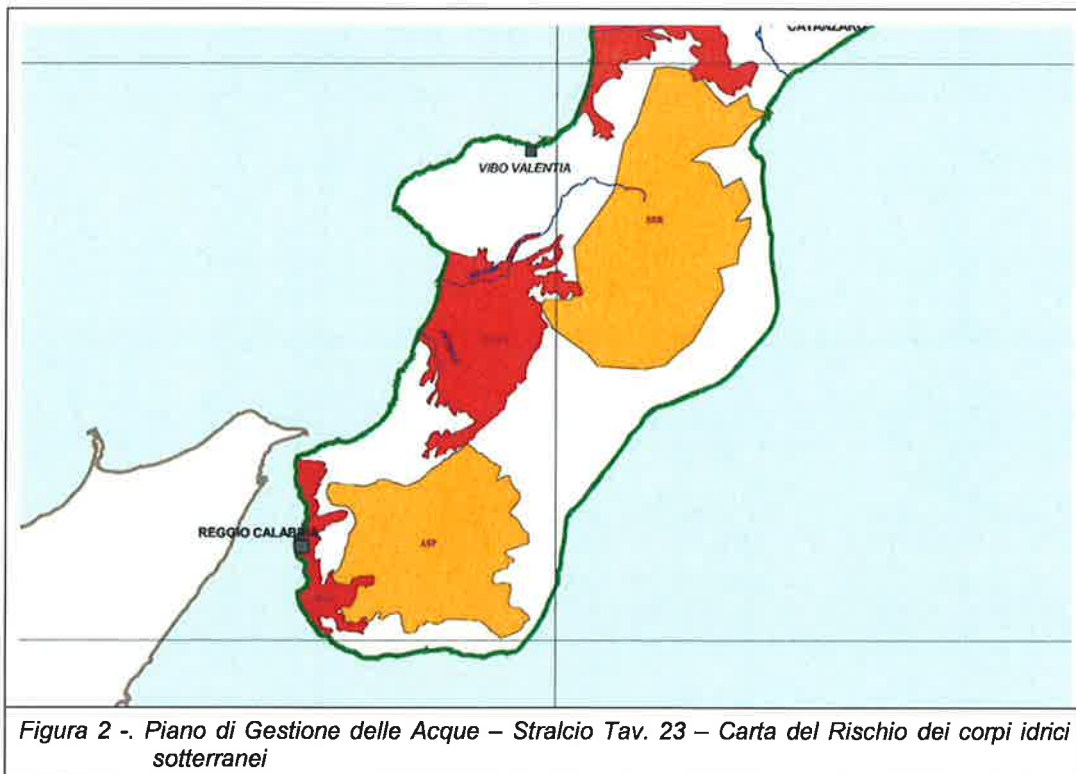 CATANZARO
VIBO VALENTIA
REGGIO CALABRIA
ASP
Figura 2 -. Piano di Gestione delle Acque – Stralcio Tav. 23 – Carta del Rischio dei corpi idrici
sotterranei